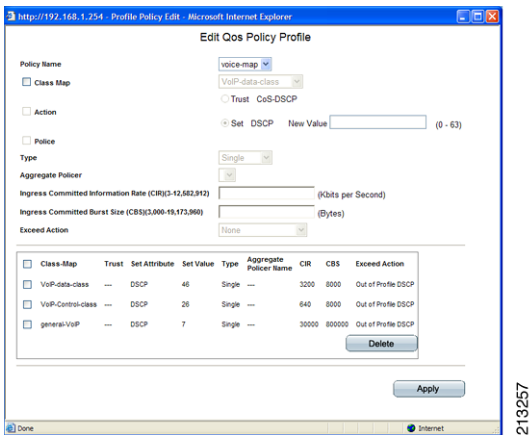 http://192.168.1.254 - Profile Policy Edit - Microsoft Internet Explorer
Edit Qos Policy Profile
Policy Name voice-map
Class Map VoIP-data-class
Trust CoS-DSCP
Action
Set DSCP New Value (0 - 63)
Police
Type Single
Aggregate Policer
Ingress Committed Information Rate (CIR)(3-12,582,912) (Kbits per Second)
Ingress Committed Burst Size (CBS)(3,000-19,173,960) (Bytes)
Exceed Action None
Class-Map Trust Set Attribute Set Value Type Aggregate Policer Name CIR CBS Exceed Action
VoIP-data-class --- DSCP 46 Single --- 3200 8000 Out of Profile DSCP
VoIP-Control-class --- DSCP 26 Single --- 640 8000 Out of Profile DSCP
general-VoIP --- DSCP 7 Single --- 30000 800000 Out of Profile DSCP
Delete
Apply
Done Internet
213257